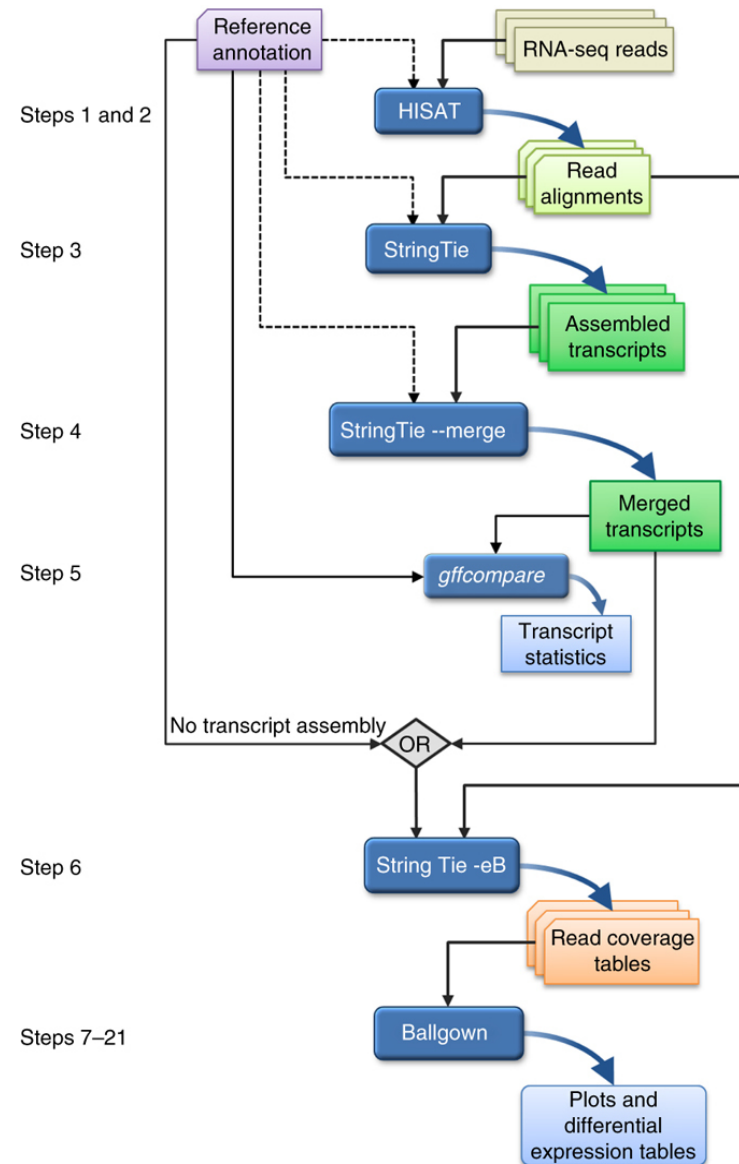 Reference
annotation
RNA-seq reads
Steps 1 and 2
HISAT
Read
alignments
Step 3
StringTie
Assembled
transcripts
Step 4
StringTie --merge
Merged
transcripts
Step 5
gffcompare
Transcript
statistics
No transcript assembly
OR
Step 6
String Tie -eB
Read coverage
tables
Steps 7–21
Ballgown
Plots and
differential
expression tables